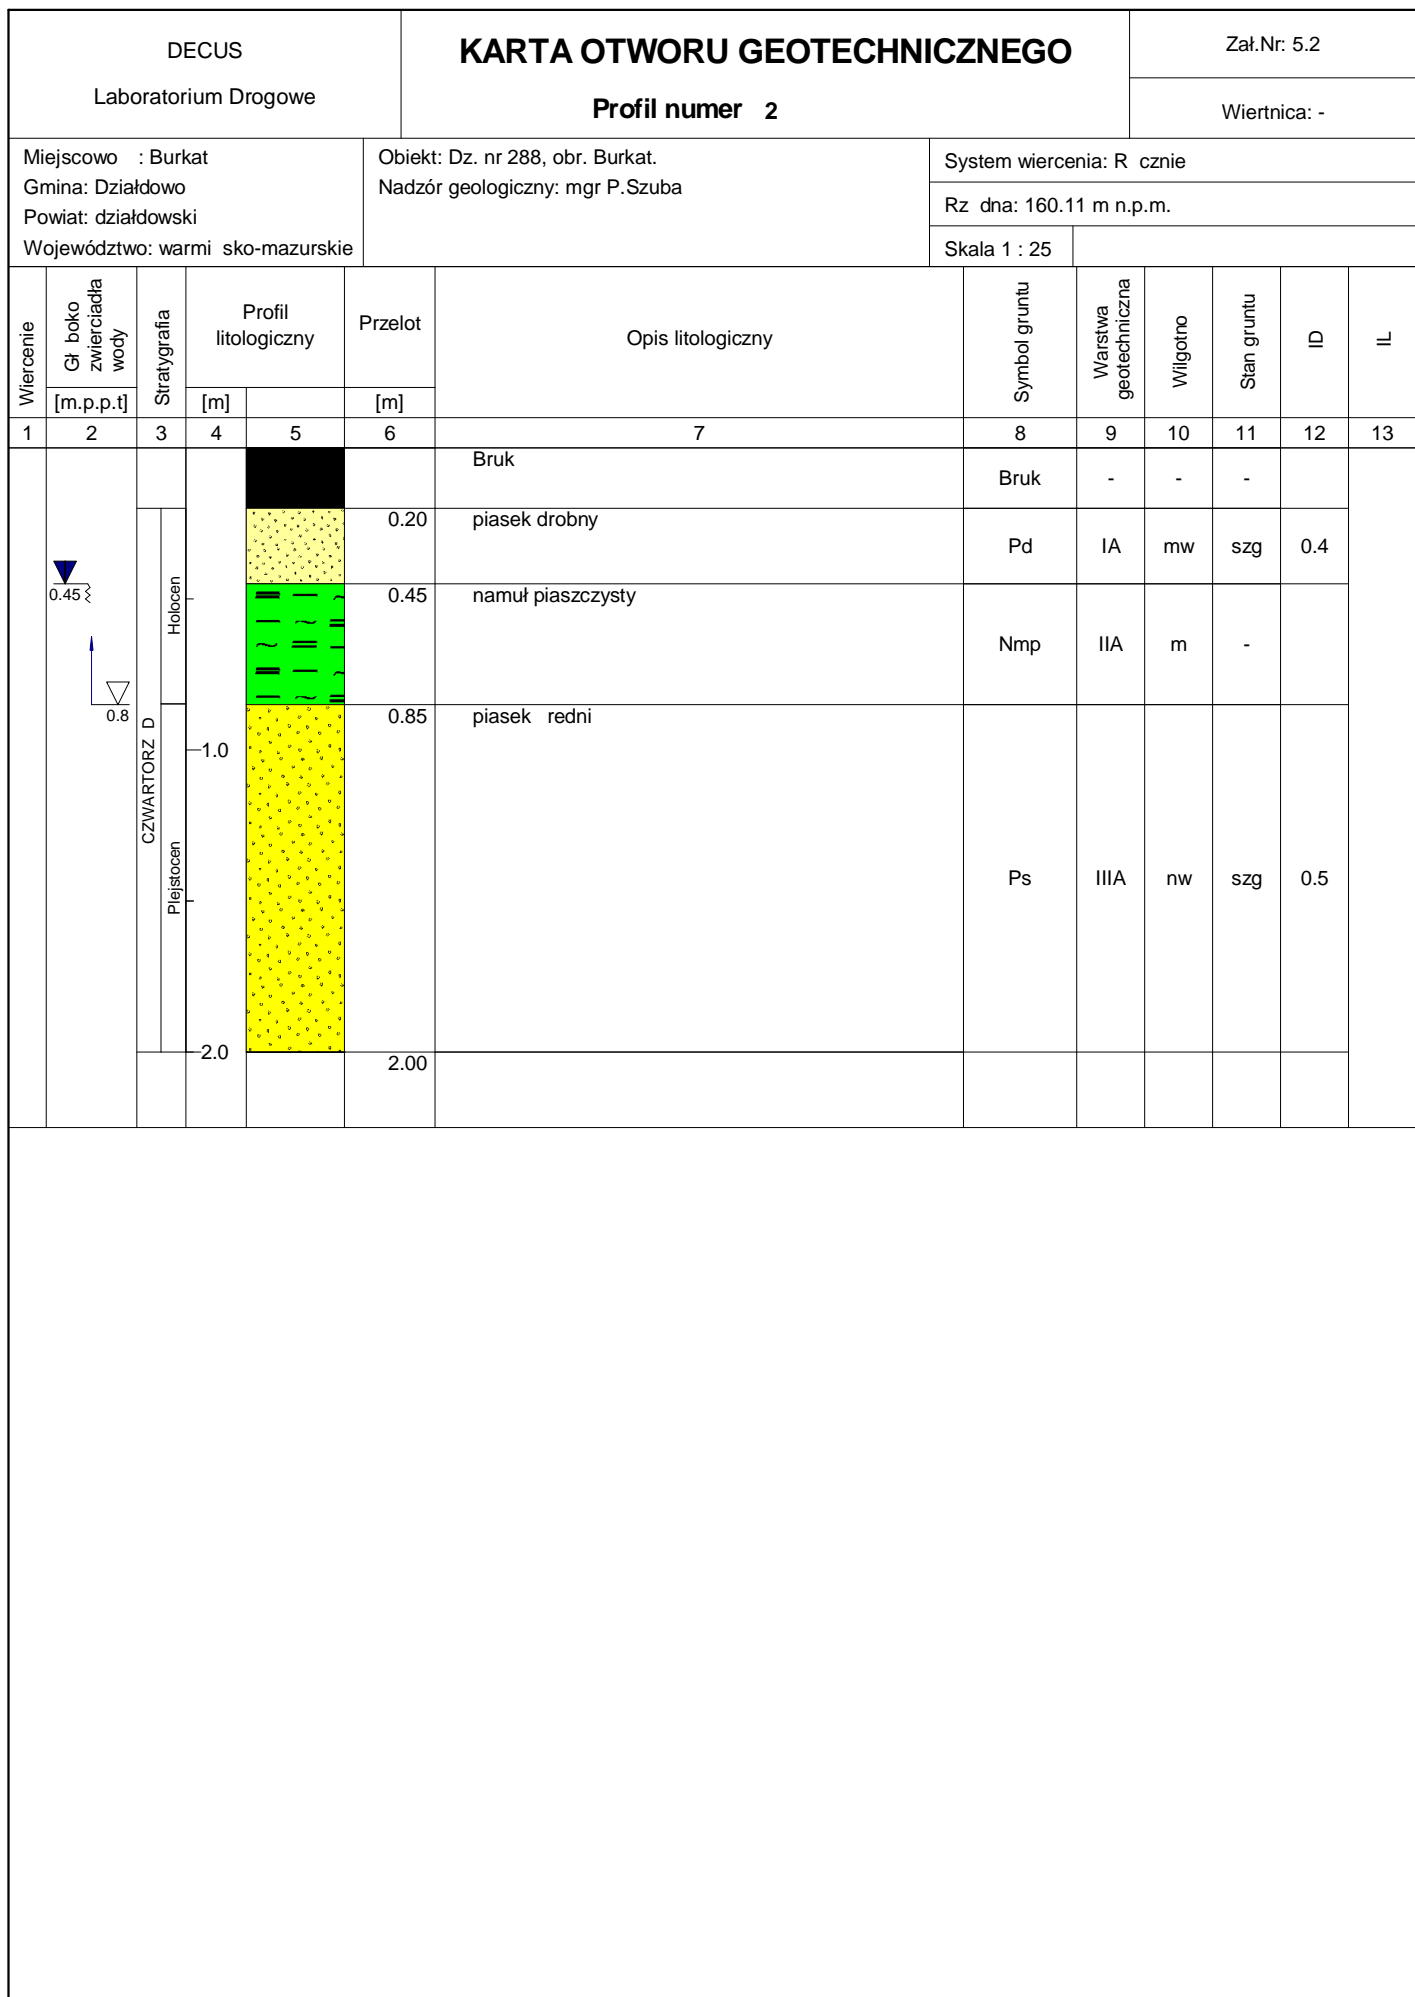 DECUS
Laboratorium Drogowe
KARTA OTWORU GEOTECHNICZNEGO
Profil numer 2
Zał.Nr: 5.2
Wiertnica: -
Miejscowo : Burkat
Gmina: Działdowo
Powiat: działdowski
Województwo: warmi sko-mazurskie
Obiekt: Dz. nr 288, obr. Burkat.
Nadzór geologiczny: mgr P.Szuba
System wiercenia: R cznie
Rz dna: 160.11 m n.p.m.
Skala 1 : 25
Wiercenie
Gł boko
zwierciadła
wody
[m.p.p.t]
Stratygrafia
Profil
litologiczny
[m]
Przelot
[m]
Opis litologiczny
Symbol gruntu
Warstwa
geotechniczna
Wilgotno
Stan gruntu
ID
IL
1 2 3 4 5 6 7 8 9 10 11 12 13
Bruk
Bruk - - -
0.20 piasek drobny
Pd IA mw szg 0.4
0.45
0.45 namuł piaszczysty
Holocen
Nmp IIA m -
0.8
0.85 piasek redni
CZWARTORZ D
1.0
Plejstocen
Ps IIIA nw szg 0.5
2.0
2.00